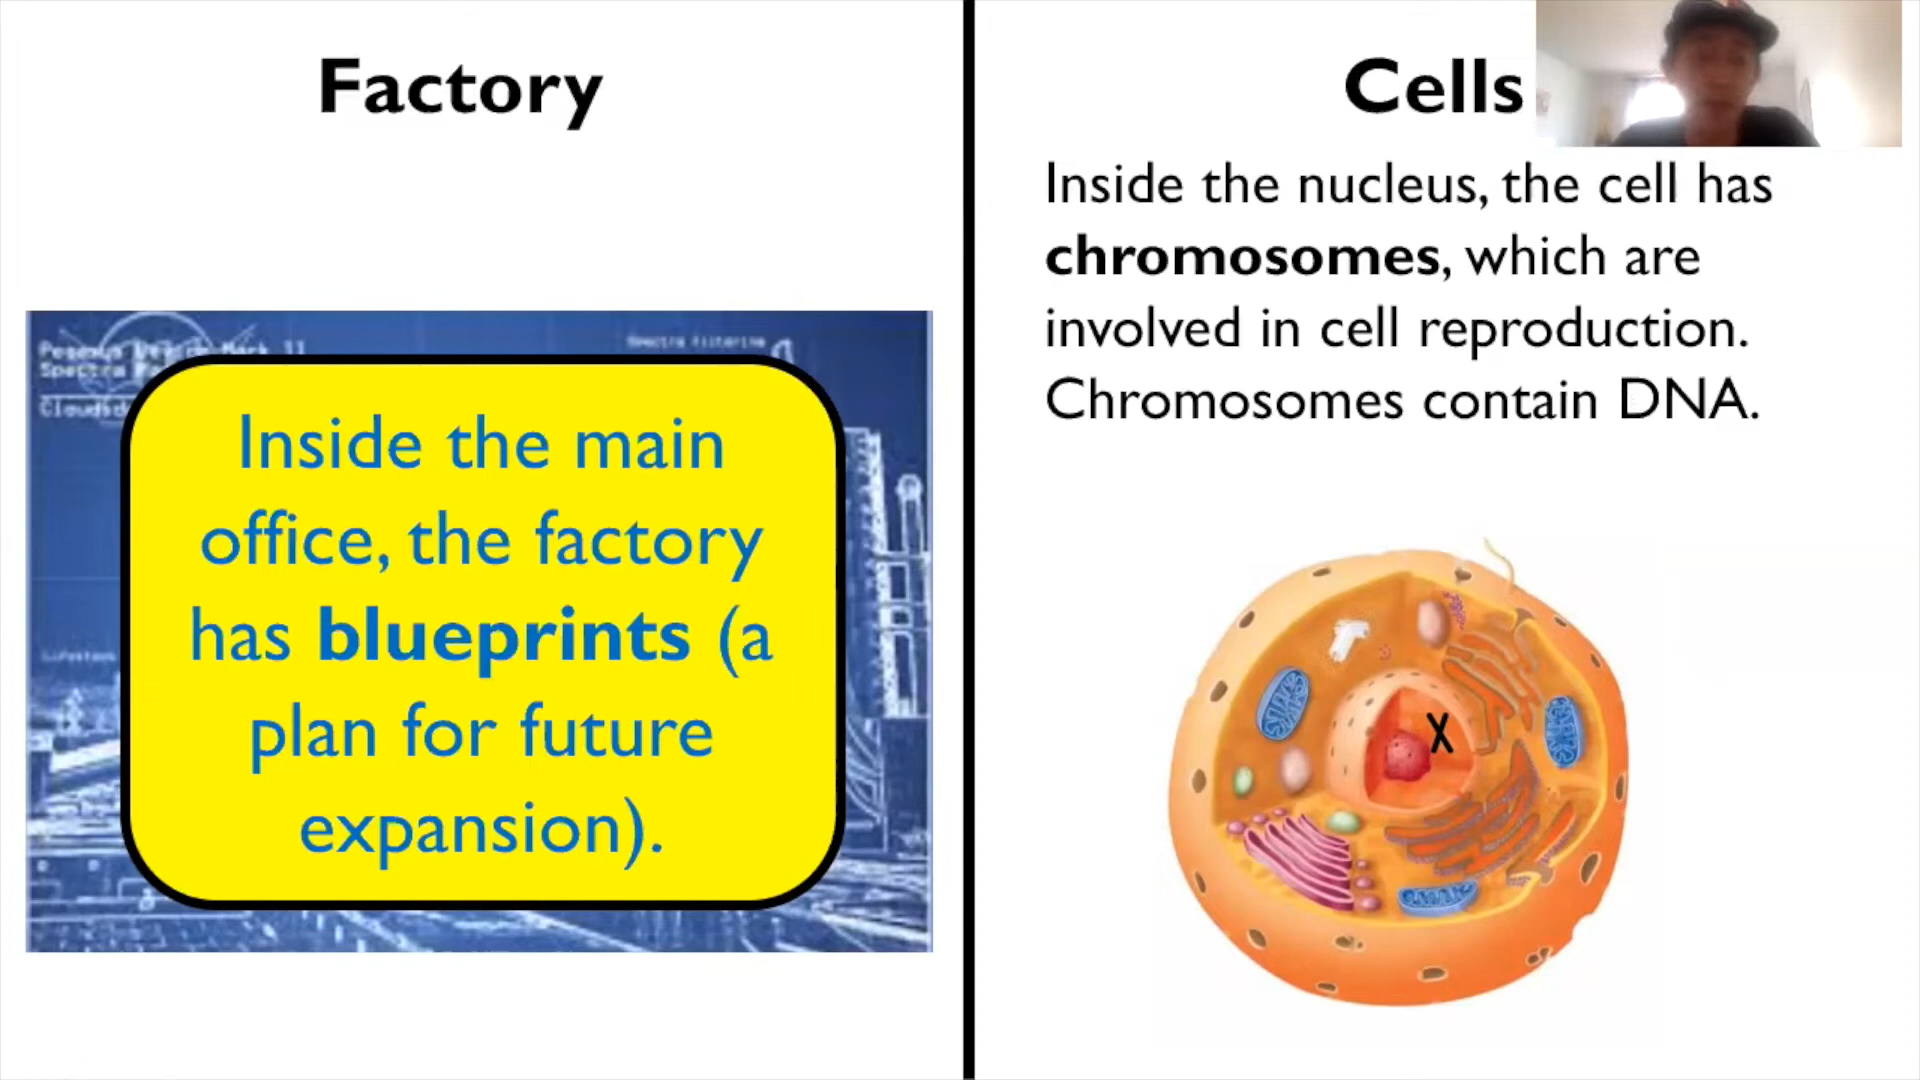 Factory
Inside the main
office, the factory
has blueprints (a
plan for future
expansion).
Cells
Inside the nucleus, the cell has
chromosomes, which are
involved in cell reproduction.
Chromosomes contain DNA.
X